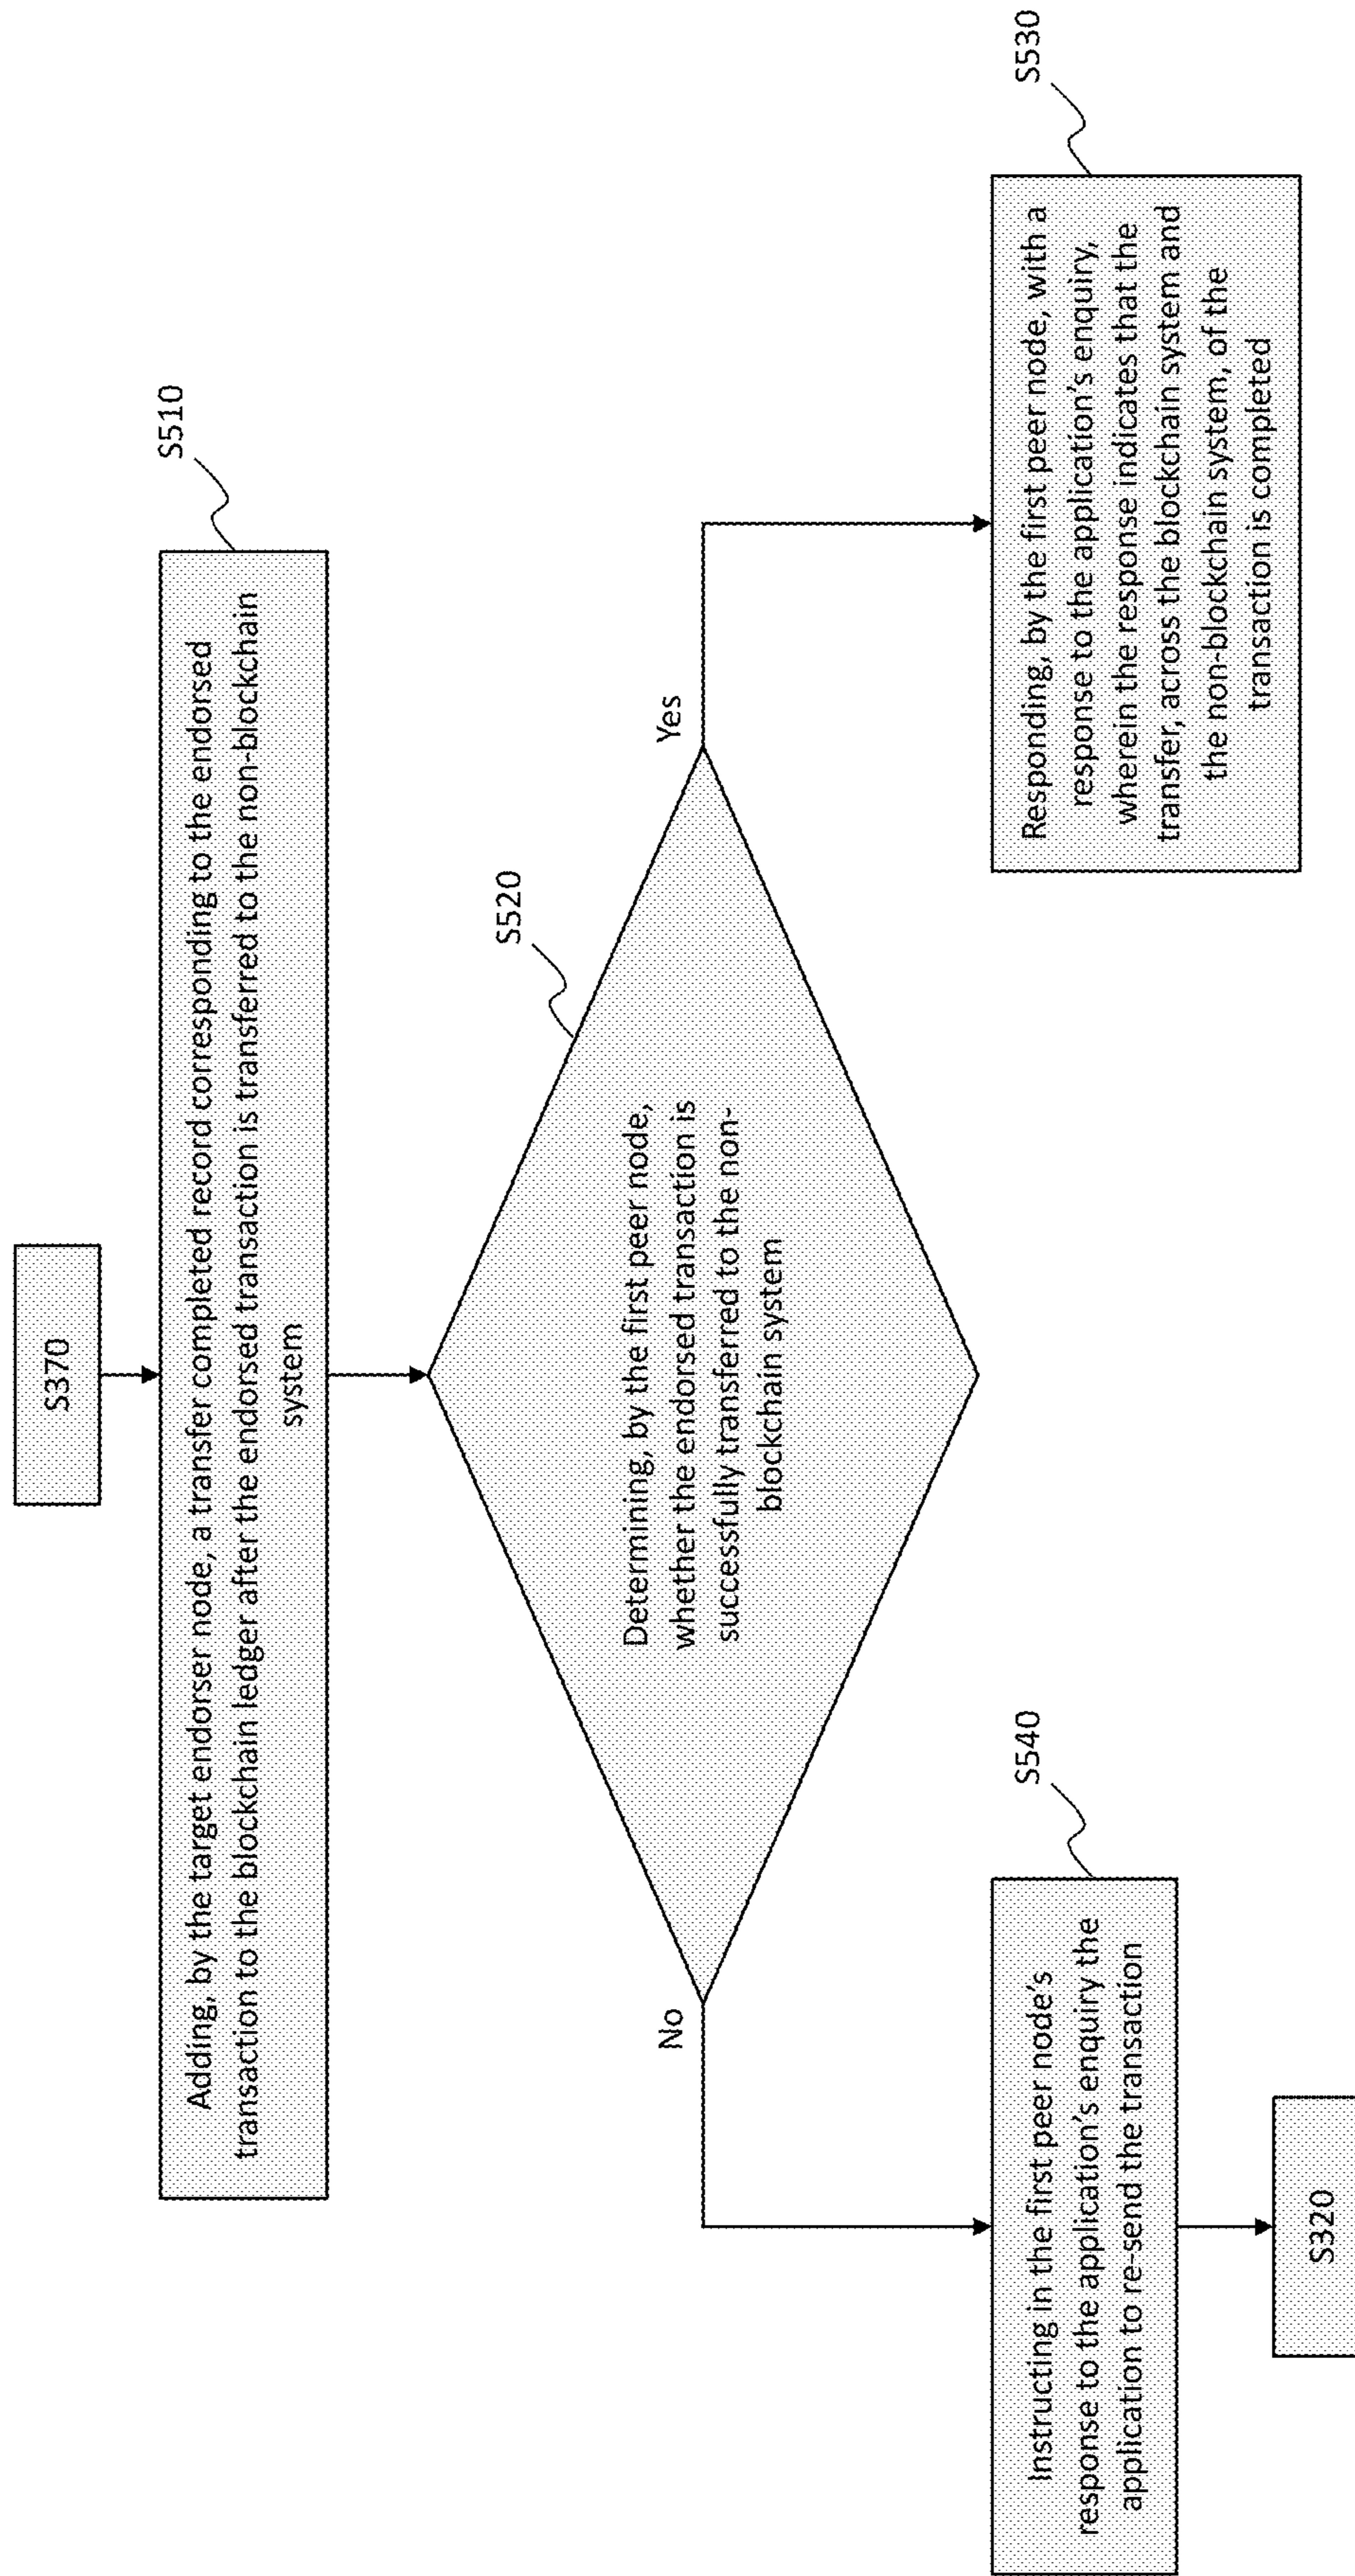 S370
S510
Adding, by the target endorser node, a transfer completed record corresponding to the endorsed
transaction to the blockchain ledger after the endorsed transaction is transferred to the non-blockchain
system
S520
Determining, by the first peer node,
whether the endorsed transaction is
successfully transferred to the non-
blockchain system
No
Yes
S540
Instructing in the first peer node's
response to the application's enquiry the
application to re-send the transaction
S530
Responding, by the first peer node, with a
response to the application's enquiry,
wherein the response indicates that the
transfer, across the blockchain system and
the non-blockchain system, of the
transaction is completed
S320